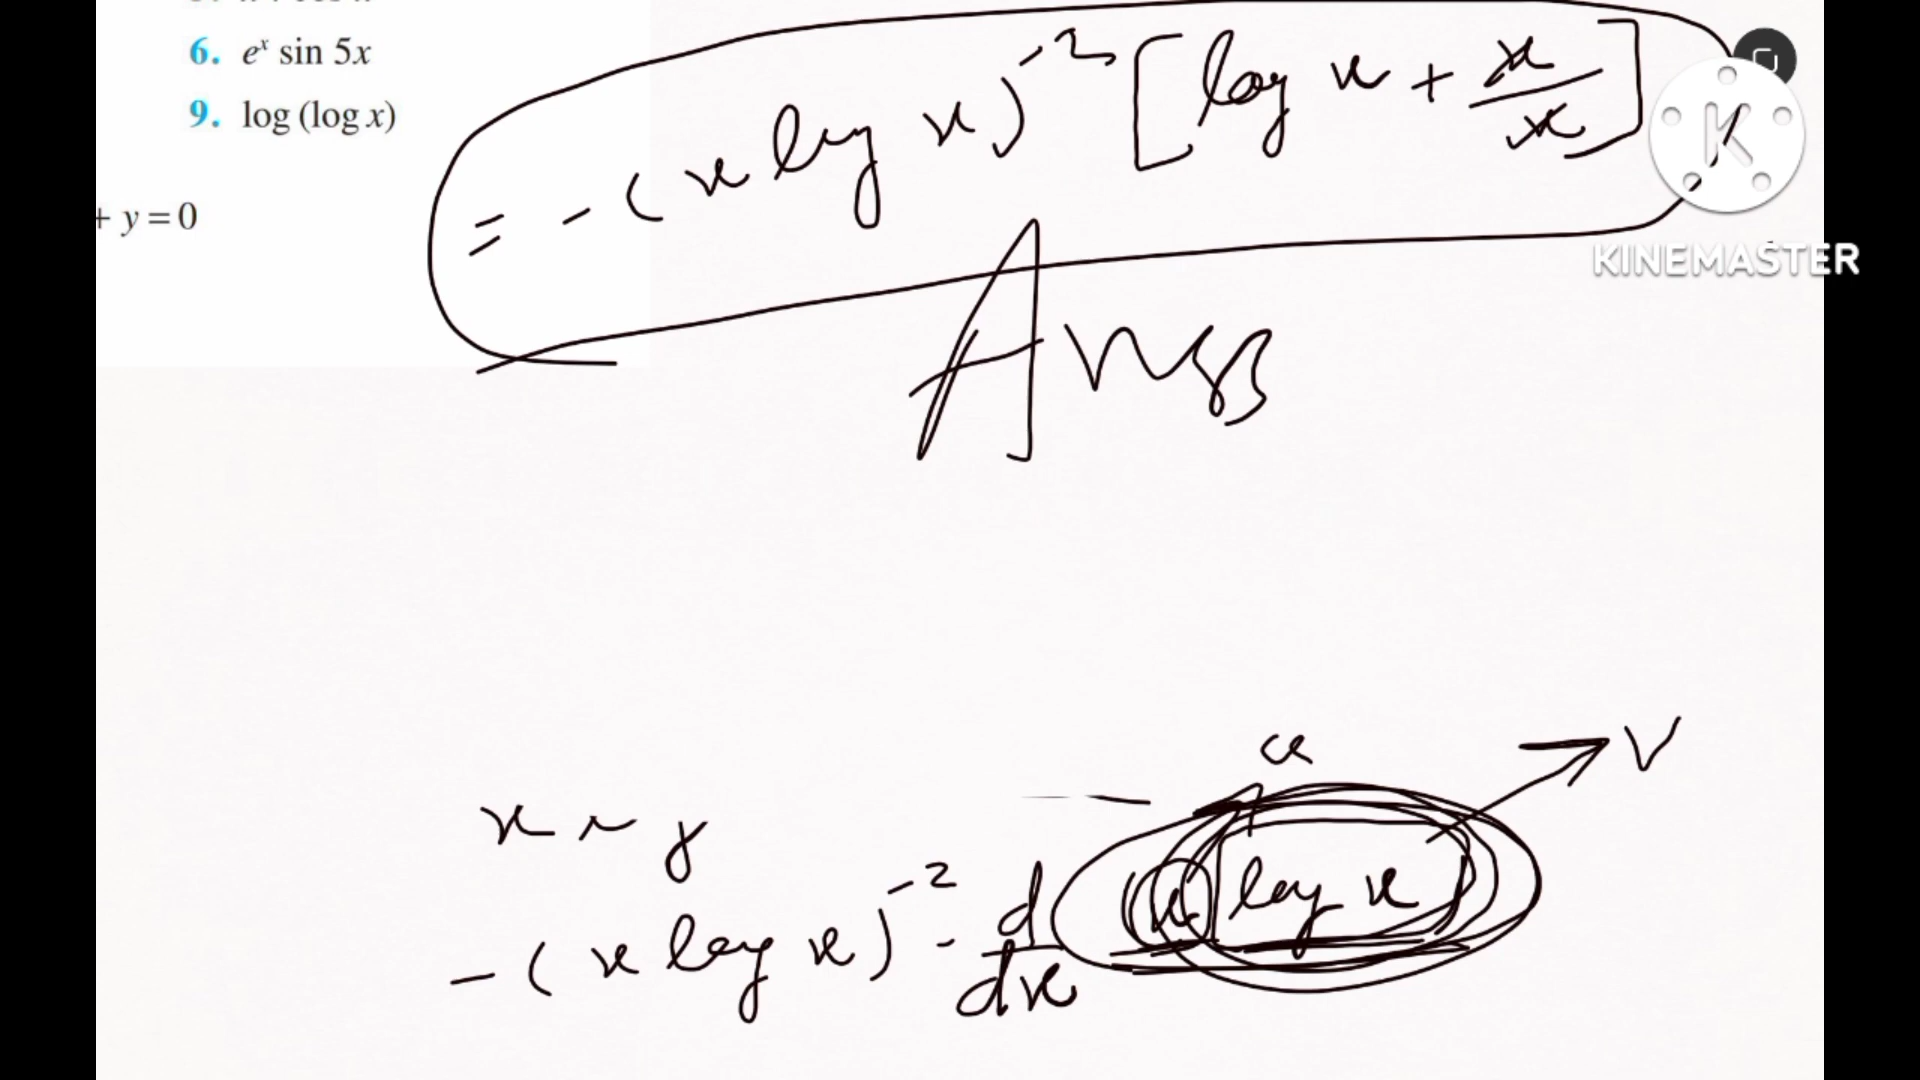 6. eˣ sin 5x
9. log (log x)
= -(x log x)⁻² [log x + x/x]
K
KINEMASTER
+ y = 0
Ans
u
V
x ~ y
-(x log x)⁻² · d/dx (x log x)